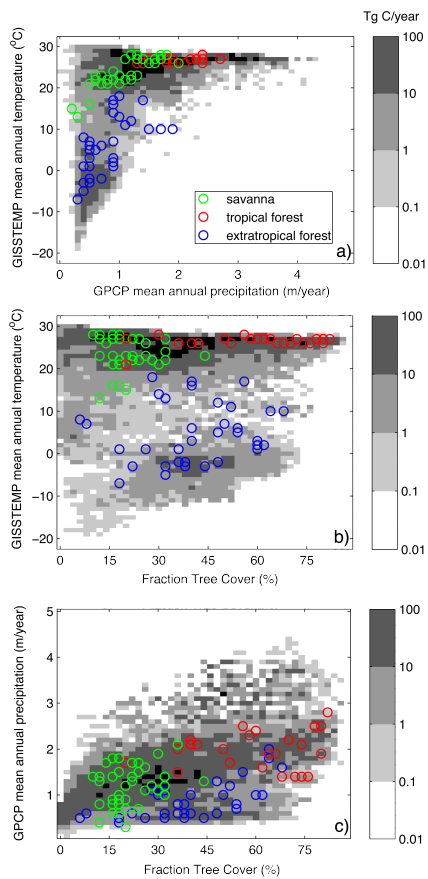 Tg C/year
30
20
10
0
−10
−20
GISSTEMP mean annual temperature (°C)
savanna
tropical forest
extratropical forest
a)
0 1 2 3 4
GPCP mean annual precipitation (m/year)
100
10
1
0.1
0.01
30
20
10
0
−10
−20
GISSTEMP mean annual temperature (°C)
b)
0 15 30 45 60 75
Fraction Tree Cover (%)
100
10
1
0.1
0.01
5
4
3
2
1
0
GPCP mean annual precipitation (m/year)
c)
0 15 30 45 60 75
Fraction Tree Cover (%)
100
10
1
0.1
0.01